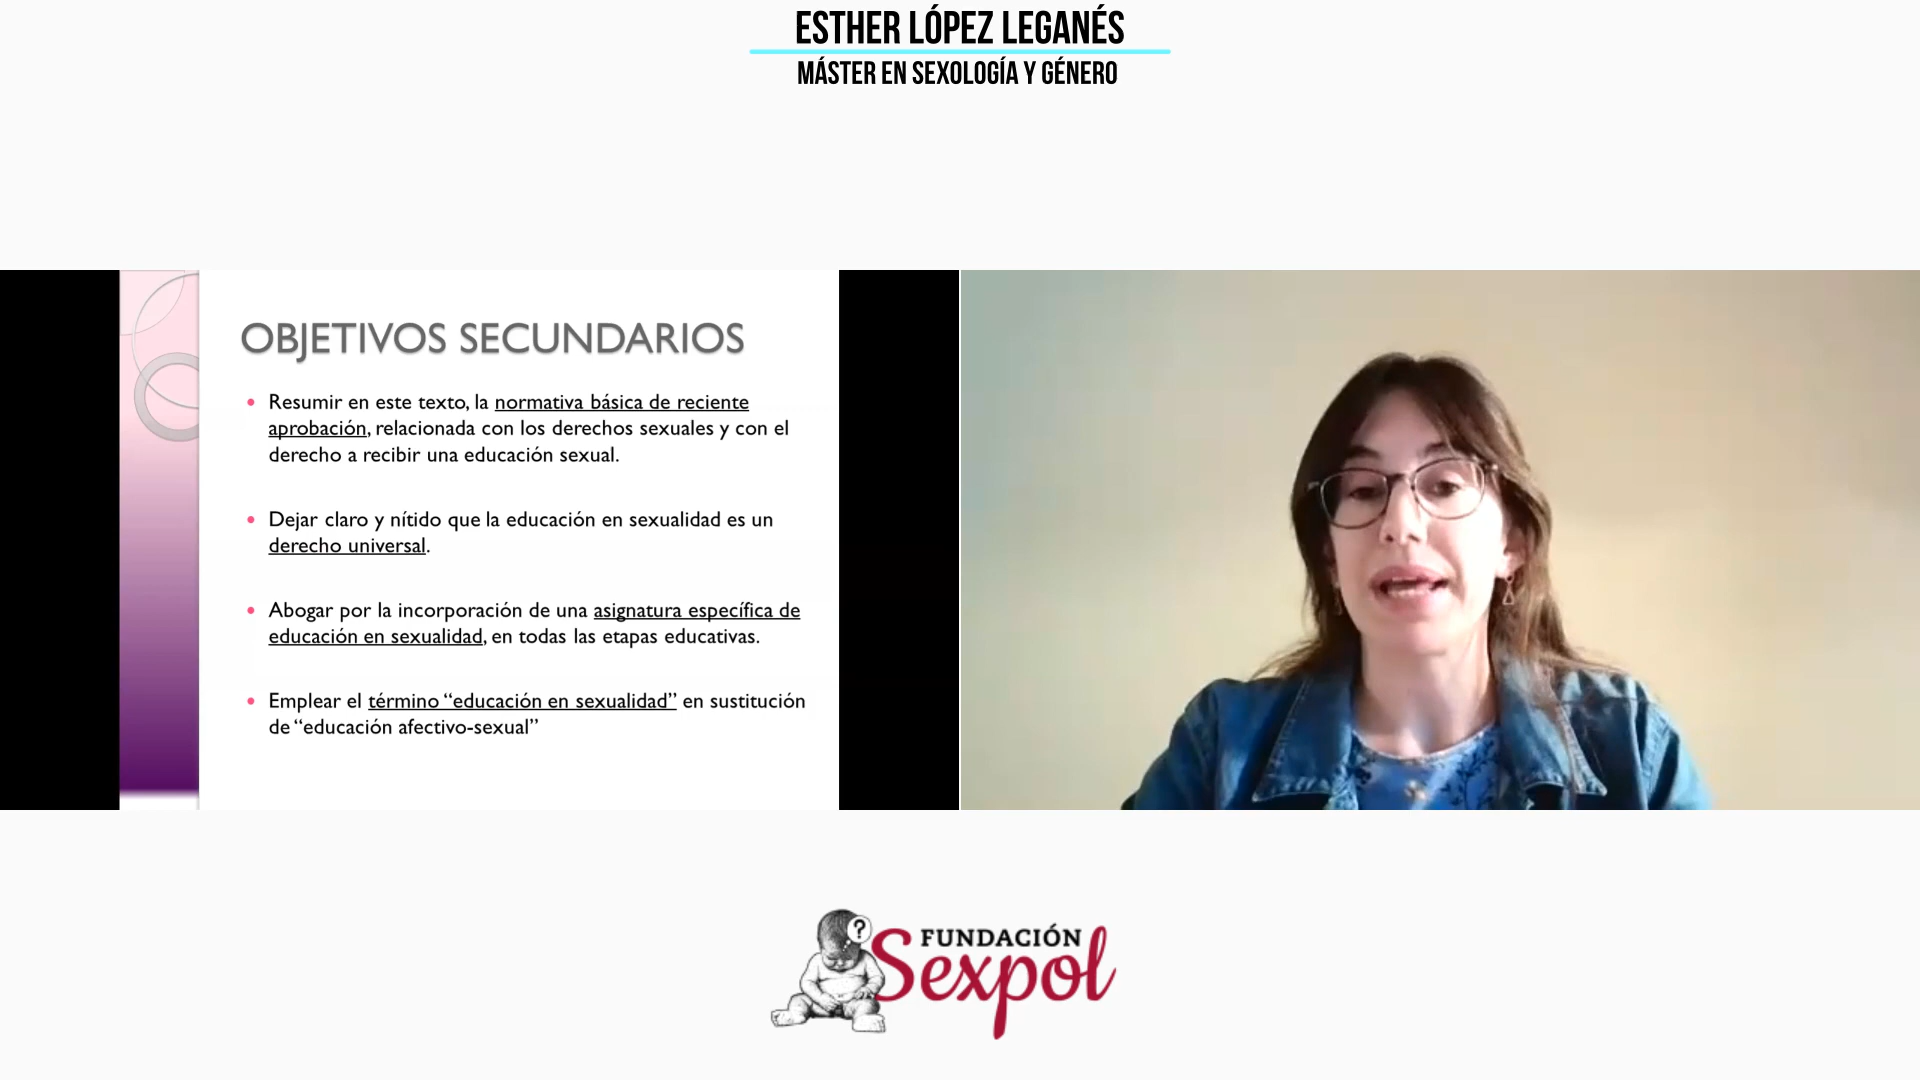 ESTHER LÓPEZ LEGANÉS
MÁSTER EN SEXOLOGÍA Y GÉNERO
OBJETIVOS SECUNDARIOS
• Resumir en este texto, la normativa básica de reciente
aprobación, relacionada con los derechos sexuales y con el
derecho a recibir una educación sexual.
• Dejar claro y nítido que la educación en sexualidad es un
derecho universal.
• Abogar por la incorporación de una asignatura específica de
educación en sexualidad, en todas las etapas educativas.
• Emplear el término “educación en sexualidad” en sustitución
de “educación afectivo-sexual”
?
FUNDACIÓN
Sexpol